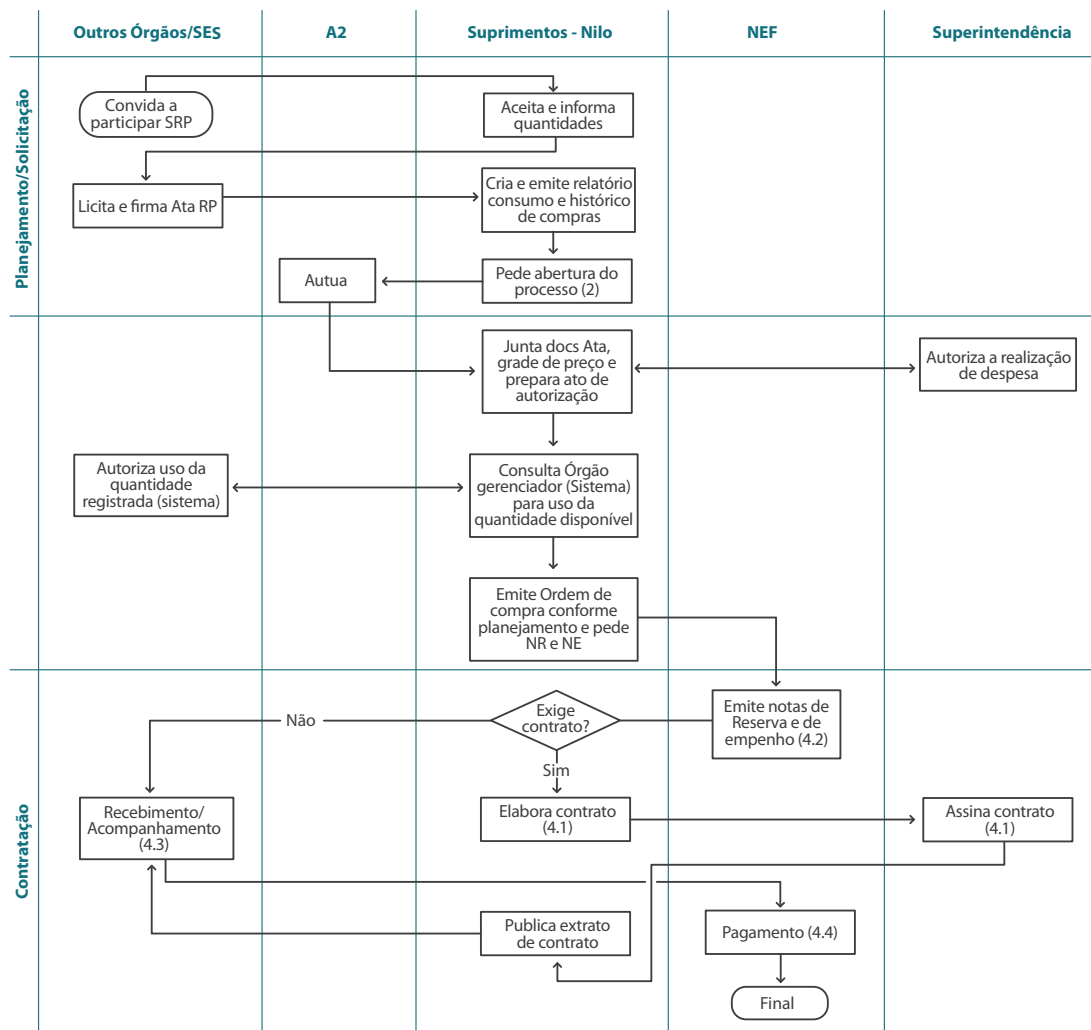 Outros Órgãos/SES
A2
Suprimentos - Nilo
NEF
Superintendência
Planejamento/Solicitação
Convida a
participar SRP
Aceita e informa
quantidades
Licita e firma Ata RP
Cria e emite relatório
consumo e histórico
de compras
Autua
Pede abertura do
processo (2)
Junta docs Ata,
grade de preço e
prepara ato de
autorização
Autoriza a realização
de despesa
Autoriza uso da
quantidade
registrada (sistema)
Consulta Órgão
gerenciador (Sistema)
para uso da
quantidade disponível
Emite Ordem de
compra conforme
planejamento e pede
NR e NE
Contratação
Não
Exige
contrato?
Sim
Emite notas de
Reserva e de
empenho (4.2)
Recebimento/
Acompanhamento
(4.3)
Elabora contrato
(4.1)
Assina contrato
(4.1)
Publica extrato
de contrato
Pagamento (4.4)
Final